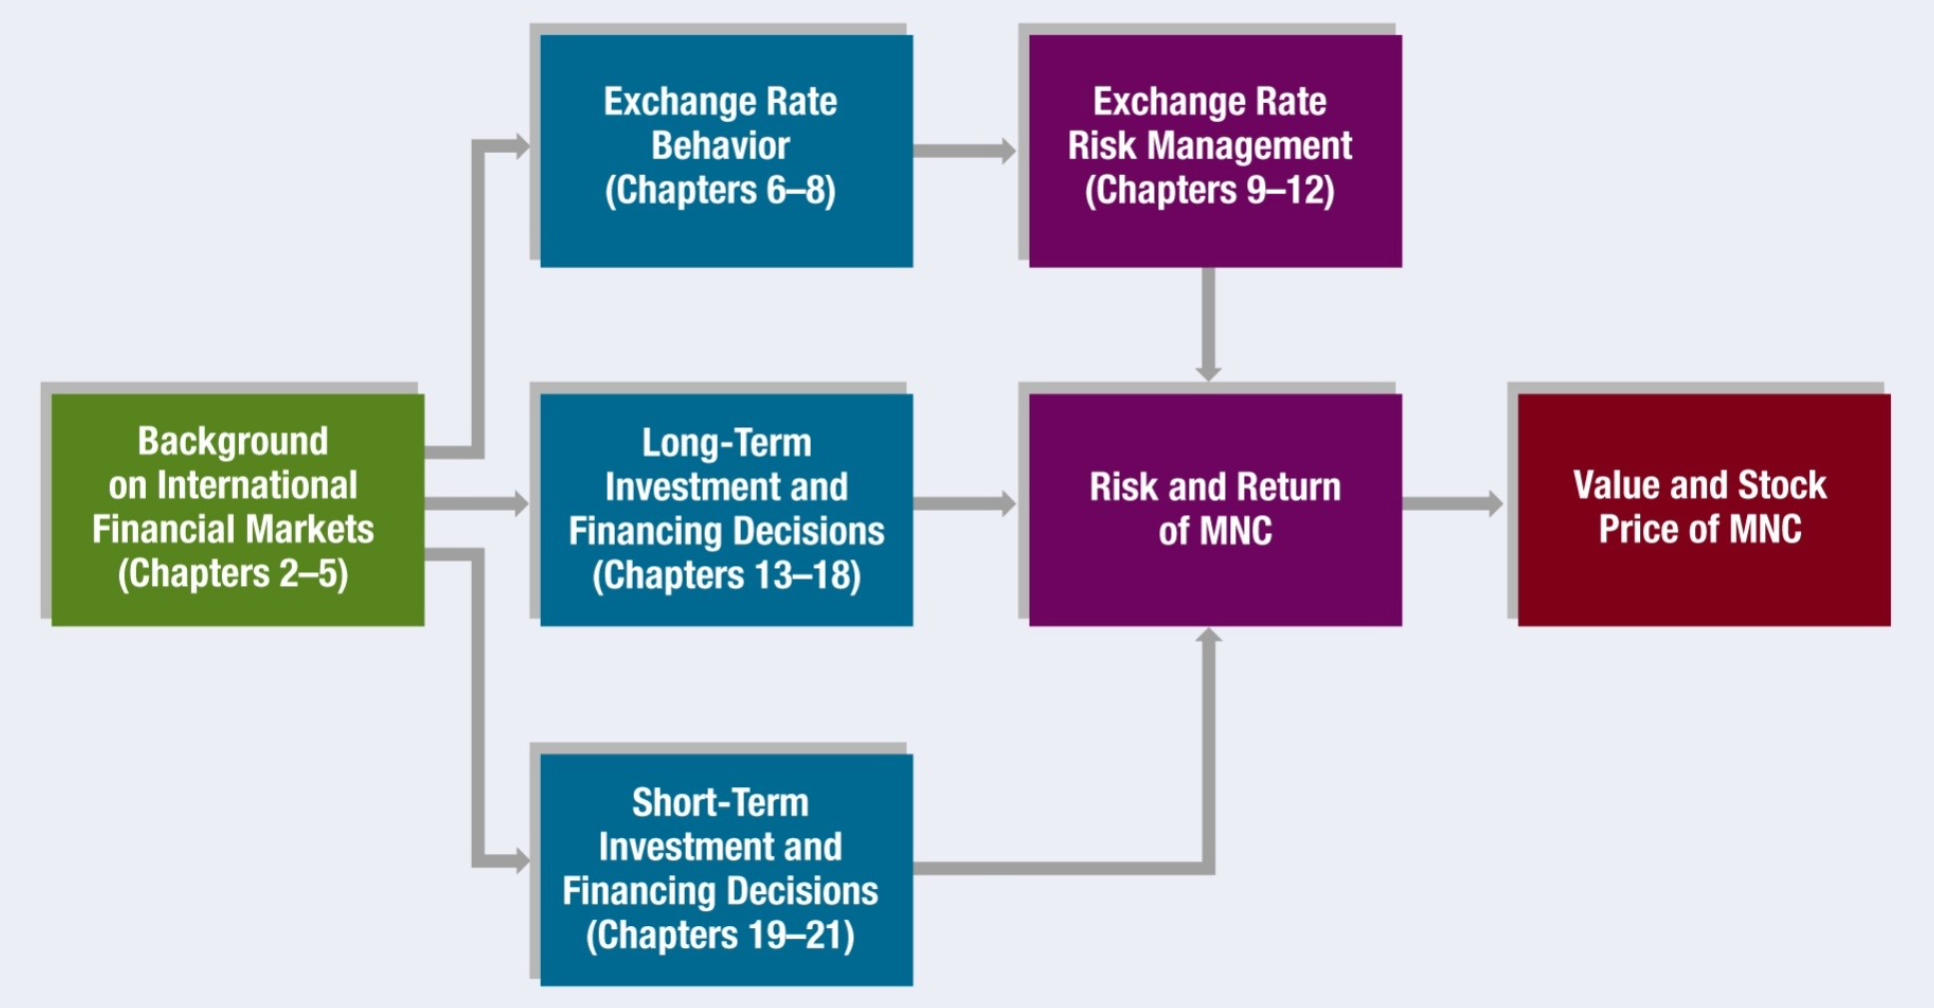 Exchange Rate
Behavior
(Chapters 6–8)
Exchange Rate
Risk Management
(Chapters 9–12)
Background
on International
Financial Markets
(Chapters 2–5)
Long-Term
Investment and
Financing Decisions
(Chapters 13–18)
Risk and Return
of MNC
Value and Stock
Price of MNC
Short-Term
Investment and
Financing Decisions
(Chapters 19–21)